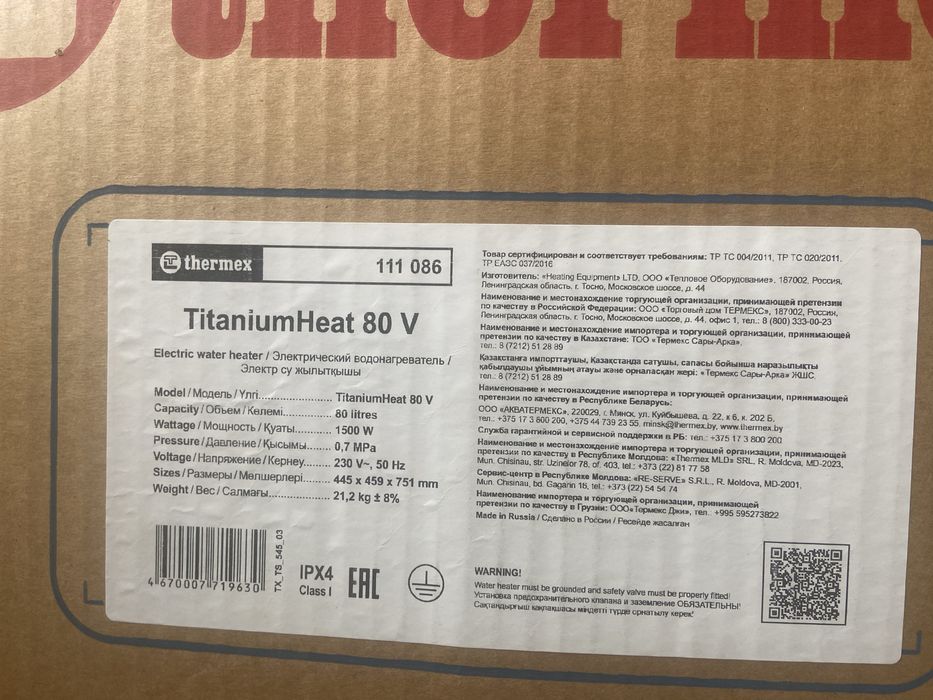 thermex
111 086
TitaniumHeat 80 V
Electric water heater / Электрический водонагреватель /
Электр су жылытқышы
Model / Модель / Үлгі........................ TitaniumHeat 80 V
Capacity / Объем / Көлемі.................. 80 litres
Wattage / Мощность / Қуаты............. 1500 W
Pressure / Давление / Қысымы......... 0,7 MPa
Voltage / Напряжение / Кернеу......... 230 V~, 50 Hz
Sizes / Размеры / Мөлшерлері......... 445 x 459 x 751 mm
Weight / Вес / Салмағы..................... 21,2 kg ± 8%
4 670007 719630
TX_TS_545_03
IPX4
Class I
EAC
Товар сертифицирован и соответствует требованиям: ТР ТС 004/2011, ТР ТС 020/2011,
ТР ЕАЭС 037/2016
Изготовитель: «Heating Equipment» LTD, ООО «Тепловое Оборудование», 187002, Россия,
Ленинградская область, г. Тосно, Московское шоссе, д. 44
Наименование и местонахождение торгующей организации, принимающей претензии
по качеству в Российской Федерации: ООО «Торговый дом ТЕРМЕКС», 187002, Россия,
Ленинградская область, г. Тосно, Московское шоссе, д. 44, офис 1, тел.: 8 (800) 333-00-23
Наименование и местонахождение импортера и торгующей организации, принимающей
претензии по качеству в Казахстане: ТОО «Термекс Сары-Арка»,
тел.: 8 (7212) 51 28 89
Қазақстанға импорттаушы, Қазақстанда сатушы, сапасы бойынша наразылықты
қабылдаушы ұйымның атауы және орналасқан жері: «Термекс Сары-Арка» ЖШС,
тел.: 8 (7212) 51 28 89
Наименование и местонахождение импортера и торгующей организации, принимающей
претензии по качеству в Республике Беларусь:
ООО «АКВАТЕРМЕКС», 220029, г. Минск, ул. Куйбышева, д. 22, к 6, к. 202 Б,
тел.: +375 17 3 800 200, +375 44 739 23 55, minsk@thermex.by, www.thermex.by
Служба гарантийной и сервисной поддержки в РБ: тел.: +375 17 3 800 200
Наименование и местонахождение импортера и торгующей организации, принимающей
претензии по качеству в Республике Молдова: «Thermex MLD» SRL, R. Moldova, MD-2023,
Mun. Chisinau, str. Uzinelor 78, of. 403, tel.: +373 (22) 81 77 58
Сервис-центр в Республике Молдова: «RE-SERVE» S.R.L., R. Moldova, MD-2001,
Mun. Chisinau, bd. Gagarin 16, tel.: +373 (22) 54 54 74
Наименование импортера и торгующей организации, принимающей
претензии по качеству в Грузии: ООО«Термекс Джи», тел. +995 595273822
Made in Russia / Сделано в России / Ресейде жасалған
WARNING!
Water heater must be grounded and safety valve must be properly fitted!
Установка предохранительного клапана и заземление ОБЯЗАТЕЛЬНЫ!
Сақтандырғыш қақпақшасы міндетті түрде орнатылу керек!